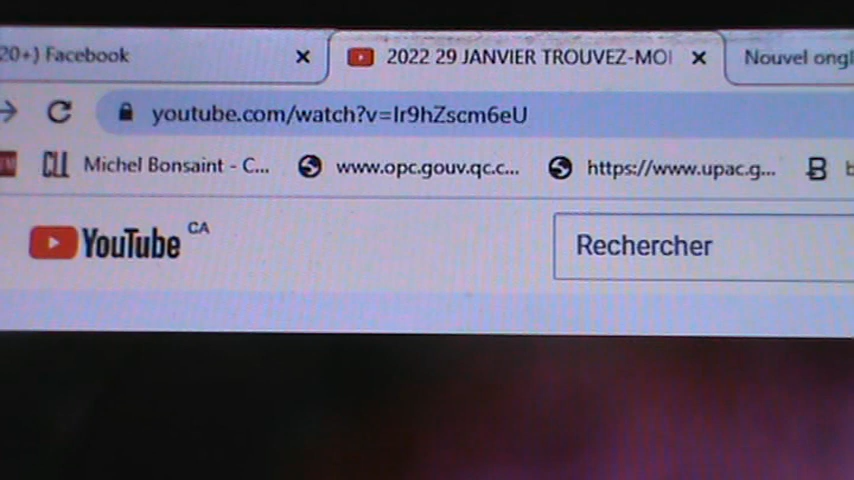 20+) Facebook × 2022 29 JANVIER TROUVEZ-MOI × Nouvel ongl
youtube.com/watch?v=Ir9hZscm6eU
CLL Michel Bonsaint - C... www.opc.gouv.qc.c... https://www.upac.g... b
YouTube CA Rechercher